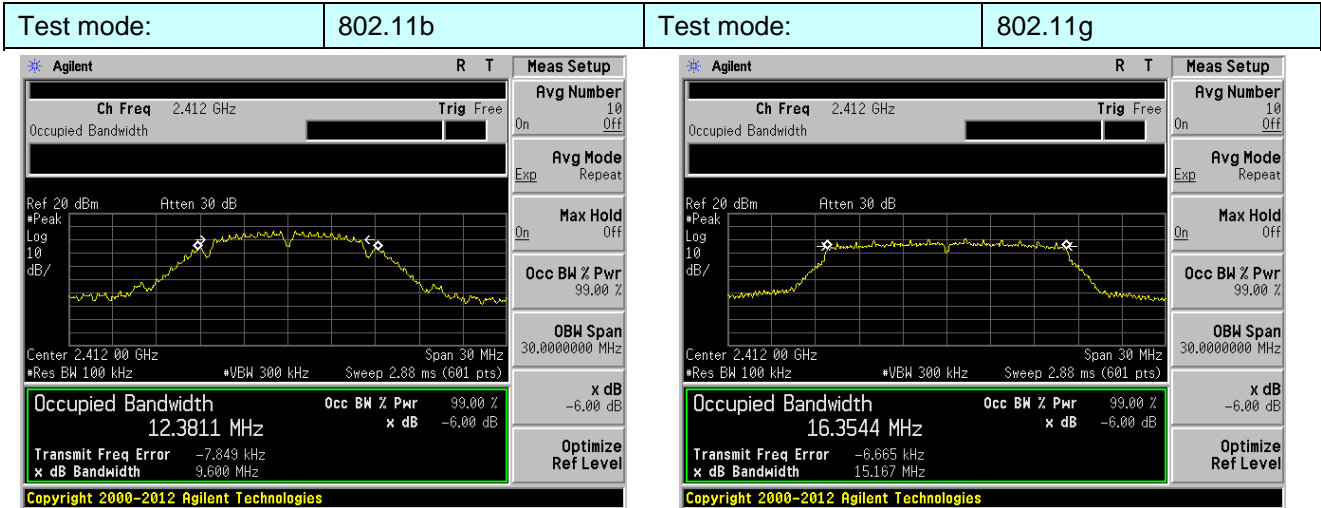 Test mode: 802.11b Test mode: 802.11g
Agilent R T Meas Setup
Ch Freq 2.412 GHz Trig Free
Occupied Bandwidth
Avg Number
10
On Off
Avg Mode
Exp Repeat
Ref 20 dBm Atten 30 dB
#Peak
Log
10
dB/
Max Hold
On Off
Occ BW % Pwr
99.00 %
OBW Span
30.0000000 MHz
Center 2.412 00 GHz Span 30 MHz
#Res BW 100 kHz #VBW 300 kHz Sweep 2.88 ms (601 pts)
Occupied Bandwidth Occ BW % Pwr 99.00 %
12.3811 MHz x dB -6.00 dB
Transmit Freq Error -7.849 kHz
x dB Bandwidth 9.600 MHz
x dB
-6.00 dB
Optimize
Ref Level
Copyright 2000-2012 Agilent Technologies
Agilent R T Meas Setup
Ch Freq 2.412 GHz Trig Free
Occupied Bandwidth
Avg Number
10
On Off
Avg Mode
Exp Repeat
Ref 20 dBm Atten 30 dB
#Peak
Log
10
dB/
Max Hold
On Off
Occ BW % Pwr
99.00 %
OBW Span
30.0000000 MHz
Center 2.412 00 GHz Span 30 MHz
#Res BW 100 kHz #VBW 300 kHz Sweep 2.88 ms (601 pts)
Occupied Bandwidth Occ BW % Pwr 99.00 %
16.3544 MHz x dB -6.00 dB
Transmit Freq Error -6.665 kHz
x dB Bandwidth 15.167 MHz
x dB
-6.00 dB
Optimize
Ref Level
Copyright 2000-2012 Agilent Technologies